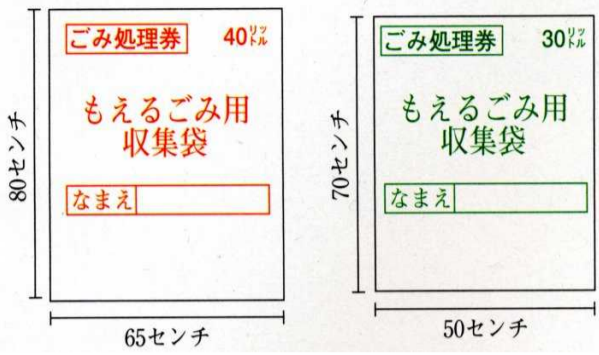 ごみ処理券 40リットル
もえるごみ用
収集袋
なまえ
80センチ
65センチ
ごみ処理券 30リットル
もえるごみ用
収集袋
なまえ
70センチ
50センチ